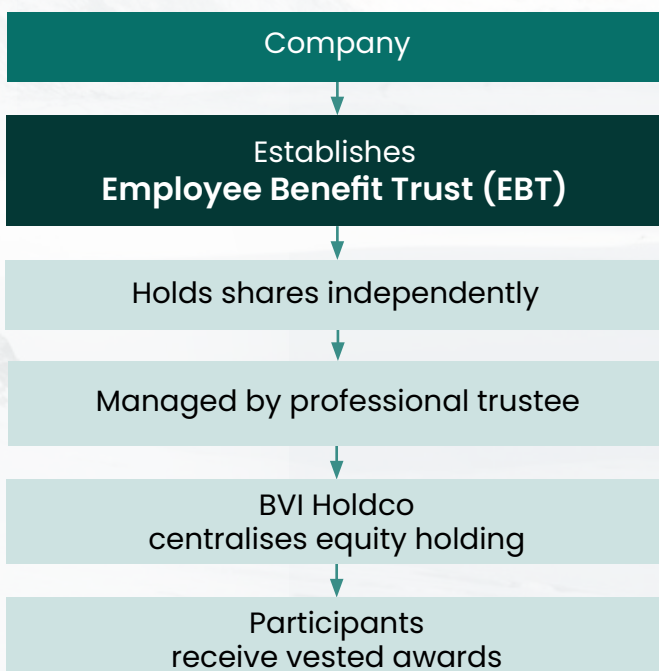 Company
Establishes
Employee Benefit Trust (EBT)
Holds shares independently
Managed by professional trustee
BVI Holdco
centralises equity holding
Participants
receive vested awards